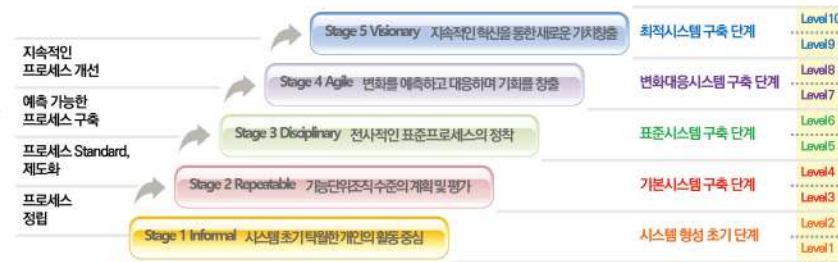 Stage 5 Visionary 지속적인 혁신을 통한 새로운 가치창출
최적시스템 구축 단계
Level10
Level9
지속적인
프로세스 개선
Stage 4 Agile 변화를 예측하고 대응하며 기회를 창출
변화대응시스템 구축 단계
Level8
Level7
예측 가능한
프로세스 구축
Stage 3 Disciplinary 전사적인 표준프로세스의 정착
표준시스템 구축 단계
Level6
Level5
프로세스 Standard,
제도화
Stage 2 Repeatable 기능단위조직 수준의 계획 및 평가
기본시스템 구축 단계
Level4
Level3
프로세스
정립
Stage 1 Informal 시스템 초기 탁월한 개인의 활동 중심
시스템 형성 초기 단계
Level2
Level1